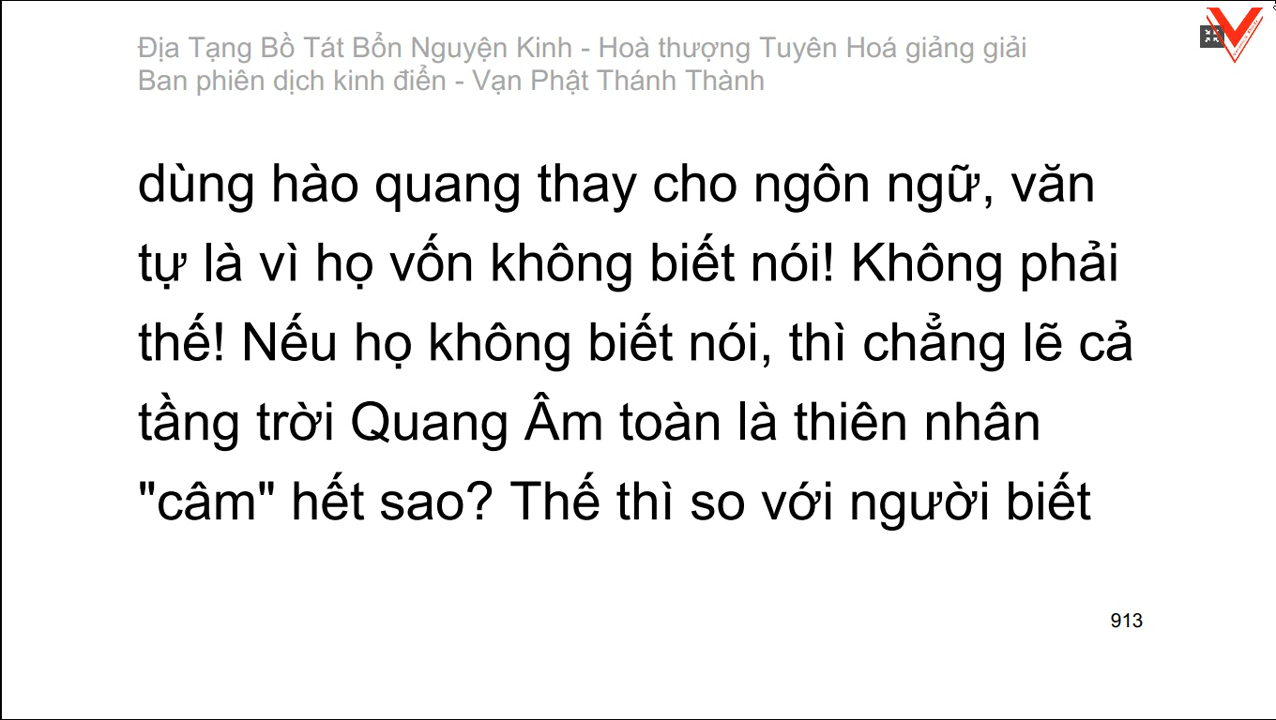 Địa Tạng Bồ Tát Bổn Nguyện Kinh - Hoà thượng Tuyên Hoá giảng giải
Ban phiên dịch kinh điển - Vạn Phật Thánh Thành
dùng hào quang thay cho ngôn ngữ, văn
tự là vì họ vốn không biết nói! Không phải
thế! Nếu họ không biết nói, thì chẳng lẽ cả
tầng trời Quang Âm toàn là thiên nhân
"câm" hết sao? Thế thì so với người biết
913